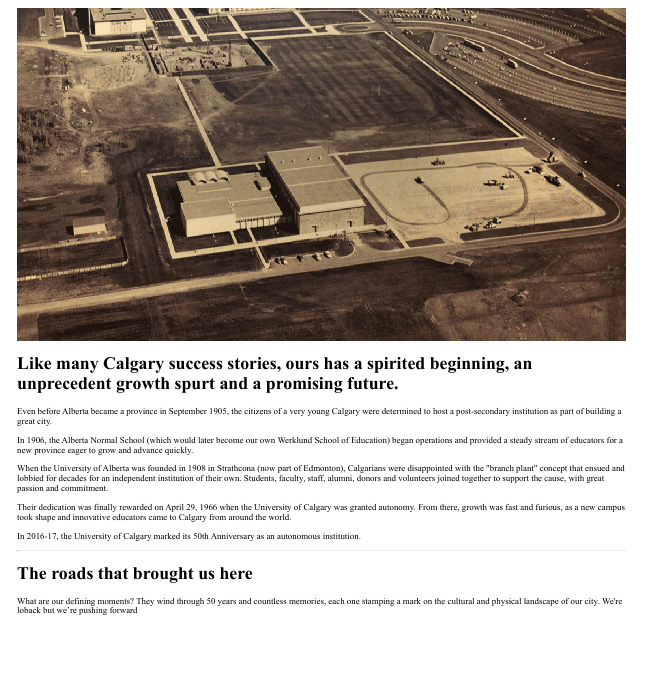 Like many Calgary success stories, ours has a spirited beginning, an
unprecedent growth spurt and a promising future.
Even before Alberta became a province in September 1905, the citizens of a very young Calgary were determined to host a post-secondary institution as part of building a
great city.
In 1906, the Alberta Normal School (which would later become our own Werklund School of Education) began operations and provided a steady stream of educators for a
new province eager to grow and advance quickly.
When the University of Alberta was founded in 1908 in Strathcona (now part of Edmonton), Calgarians were disappointed with the "branch plant" concept that ensued and
lobbied for decades for an independent institution of their own. Students, faculty, staff, alumni, donors and volunteers joined together to support the cause, with great
passion and commitment.
Their dedication was finally rewarded on April 29, 1966 when the University of Calgary was granted autonomy. From there, growth was fast and furious, as a new campus
took shape and innovative educators came to Calgary from around the world.
In 2016-17, the University of Calgary marked its 50th Anniversary as an autonomous institution.
The roads that brought us here
What are our defining moments? They wind through 50 years and countless memories, each one stamping a mark on the cultural and physical landscape of our city. We're
loback but we’re pushing forward